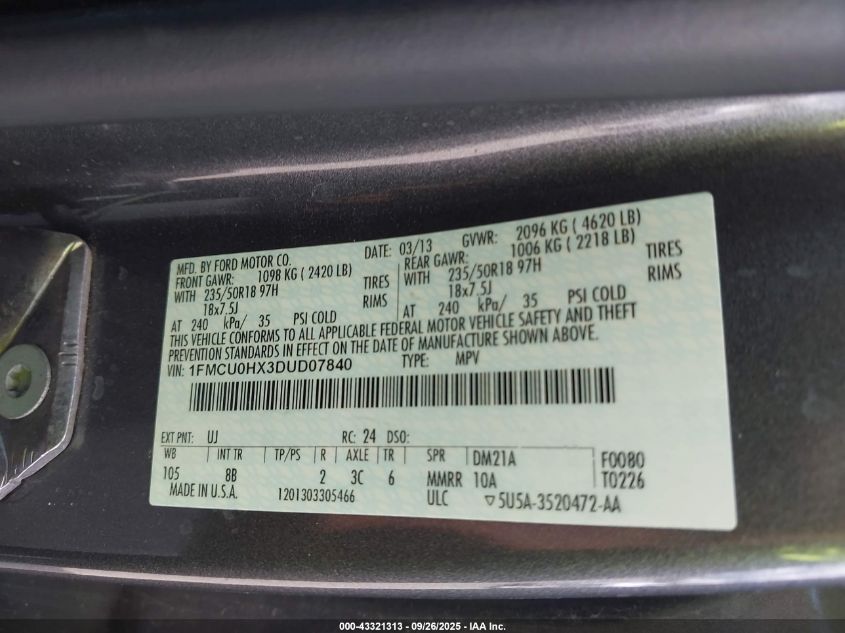 MFD. BY FORD MOTOR CO. DATE: 03/13 GVWR: 2096 KG ( 4620 LB)
FRONT GAWR: 1098 KG ( 2420 LB) REAR GAWR: 1006 KG ( 2218 LB)
WITH 235/50R18 97H TIRES WITH 235/50R18 97H TIRES
18x7.5J RIMS 18x7.5J RIMS
AT 240 kPa/ 35 PSI COLD AT 240 kPa/ 35 PSI COLD
THIS VEHICLE CONFORMS TO ALL APPLICABLE FEDERAL MOTOR VEHICLE SAFETY AND THEFT
PREVENTION STANDARDS IN EFFECT ON THE DATE OF MANUFACTURE SHOWN ABOVE.
VIN: 1FMCU0HX3DUD07840 TYPE: MPV
EXT PNT: UJ RC: 24 DSO:
WB INT TR TP/PS R AXLE TR SPR DM21A F0080
105 8B 2 3C 6 MMRR 10A T0226
MADE IN U.S.A. 1201303305466 ULC ▽5U5A-3520472-AA
000-43321313 - 09/26/2025 - IAA Inc.